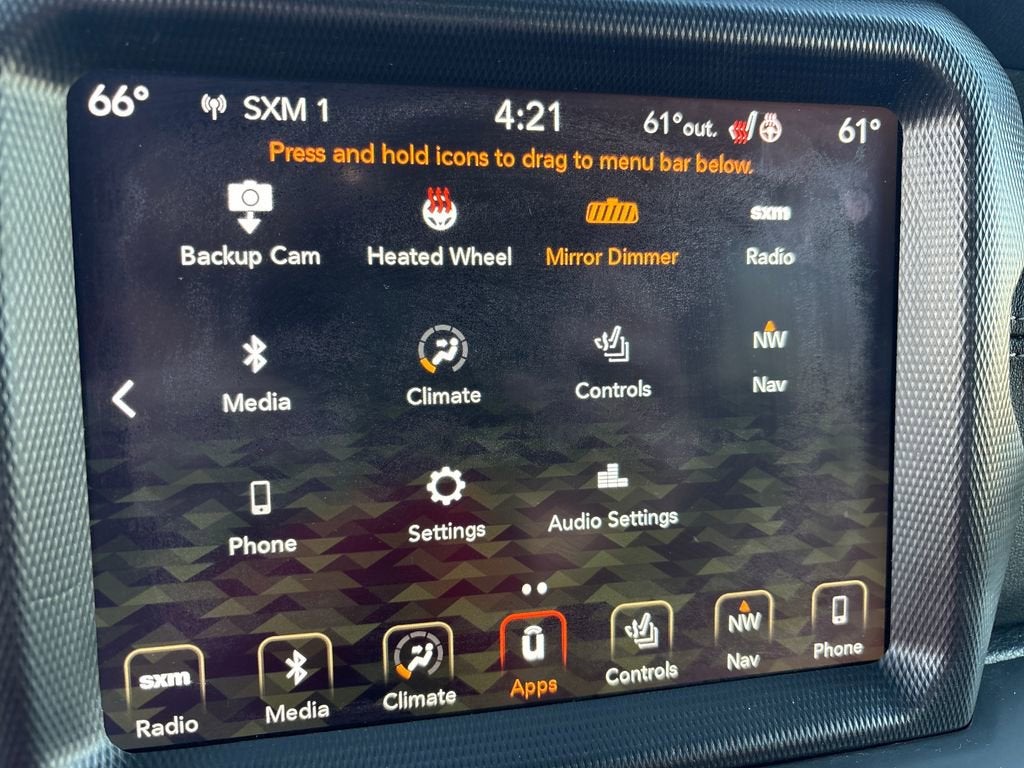 66° SXM 1 4:21 61° out. 61°
Press and hold icons to drag to menu bar below.
Backup Cam Heated Wheel Mirror Dimmer sxm Radio
Media Climate Controls NW Nav
Phone Settings Audio Settings
sxm Radio Media Climate Apps Controls NW Nav Phone